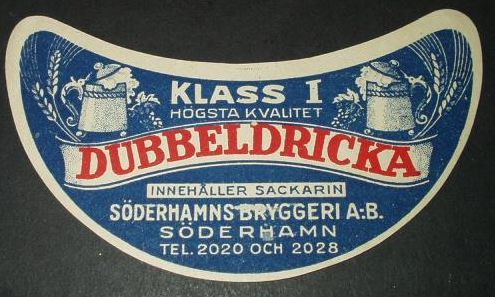 KLASS I
HÖGSTA KVALITET
DUBBELDRICKA
INNEHÅLLER SACKARIN
SÖDERHAMNS BRYGGERI A.-B.
SÖDERHAMN
TEL. 2020 OCH 2028